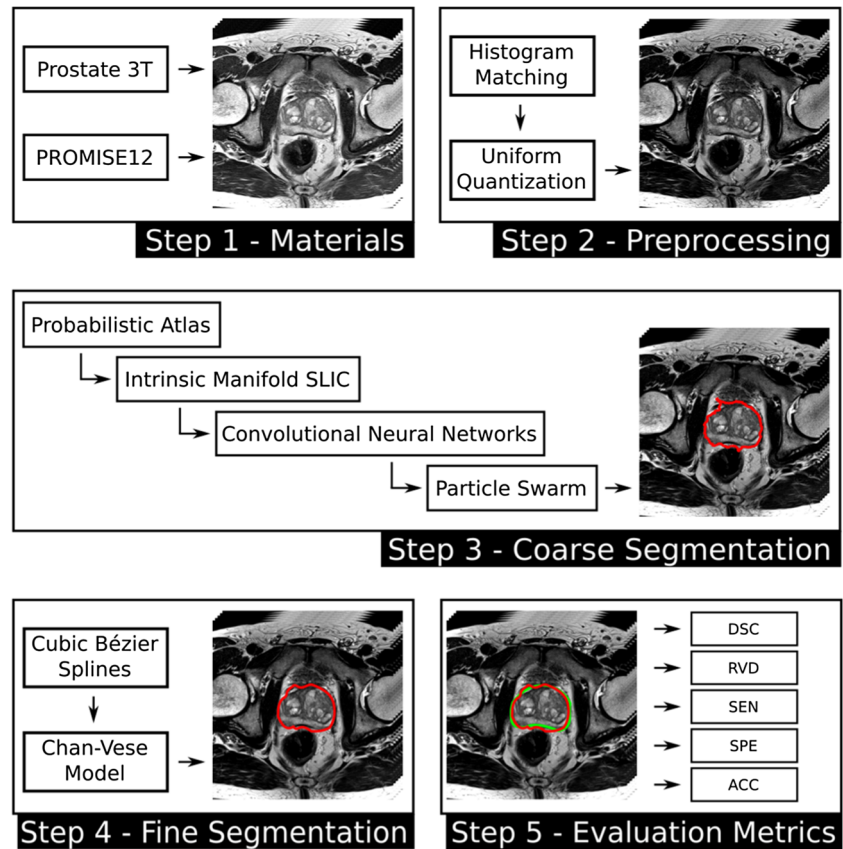 Prostate 3T
PROMISE12
Step 1 - Materials
Histogram
Matching
Uniform
Quantization
Step 2 - Preprocessing
Probabilistic Atlas
Intrinsic Manifold SLIC
Convolutional Neural Networks
Particle Swarm
Step 3 - Coarse Segmentation
Cubic Bézier
Splines
Chan-Vese
Model
Step 4 - Fine Segmentation
DSC
RVD
SEN
SPE
ACC
Step 5 - Evaluation Metrics